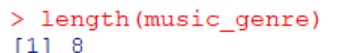 > length(music_genre)
[1] 8